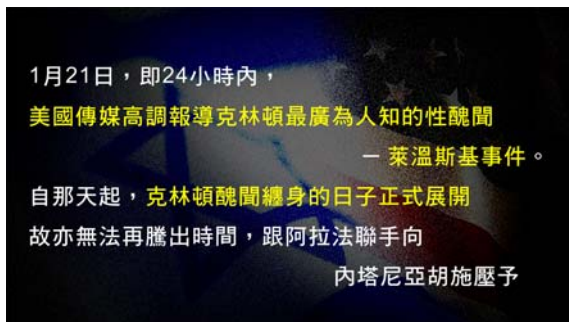 1月21日，即24小時內，
美國傳媒高調報導克林頓最廣為人知的性醜聞
－ 萊溫斯基事件。
自那天起，克林頓醜聞纏身的日子正式展開
故亦無法再騰出時間，跟阿拉法聯手向
內塔尼亞胡施壓予